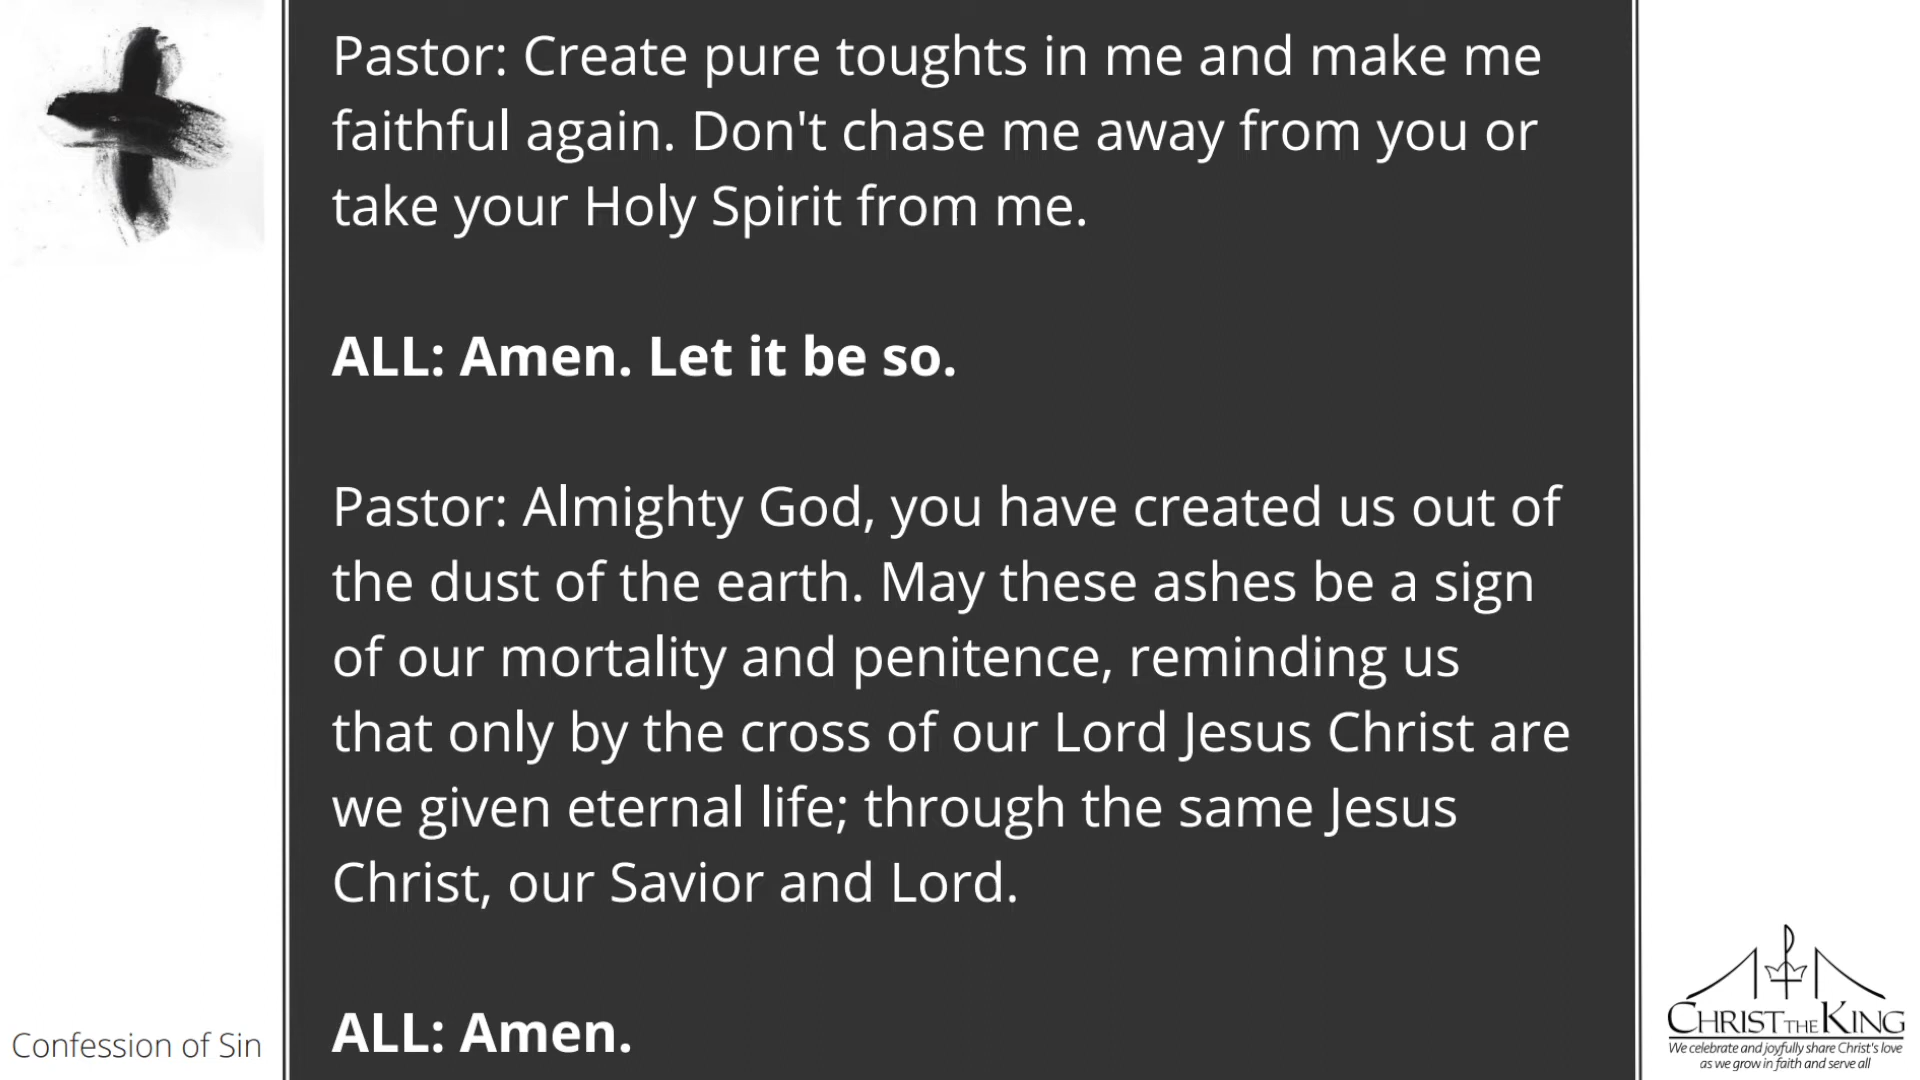 Pastor: Create pure toughts in me and make me
faithful again. Don't chase me away from you or
take your Holy Spirit from me.
ALL: Amen. Let it be so.
Pastor: Almighty God, you have created us out of
the dust of the earth. May these ashes be a sign
of our mortality and penitence, reminding us
that only by the cross of our Lord Jesus Christ are
we given eternal life; through the same Jesus
Christ, our Savior and Lord.
ALL: Amen.
Confession of Sin
CHRIST THE KING
We celebrate and joyfully share Christ's love
as we grow in faith and serve all